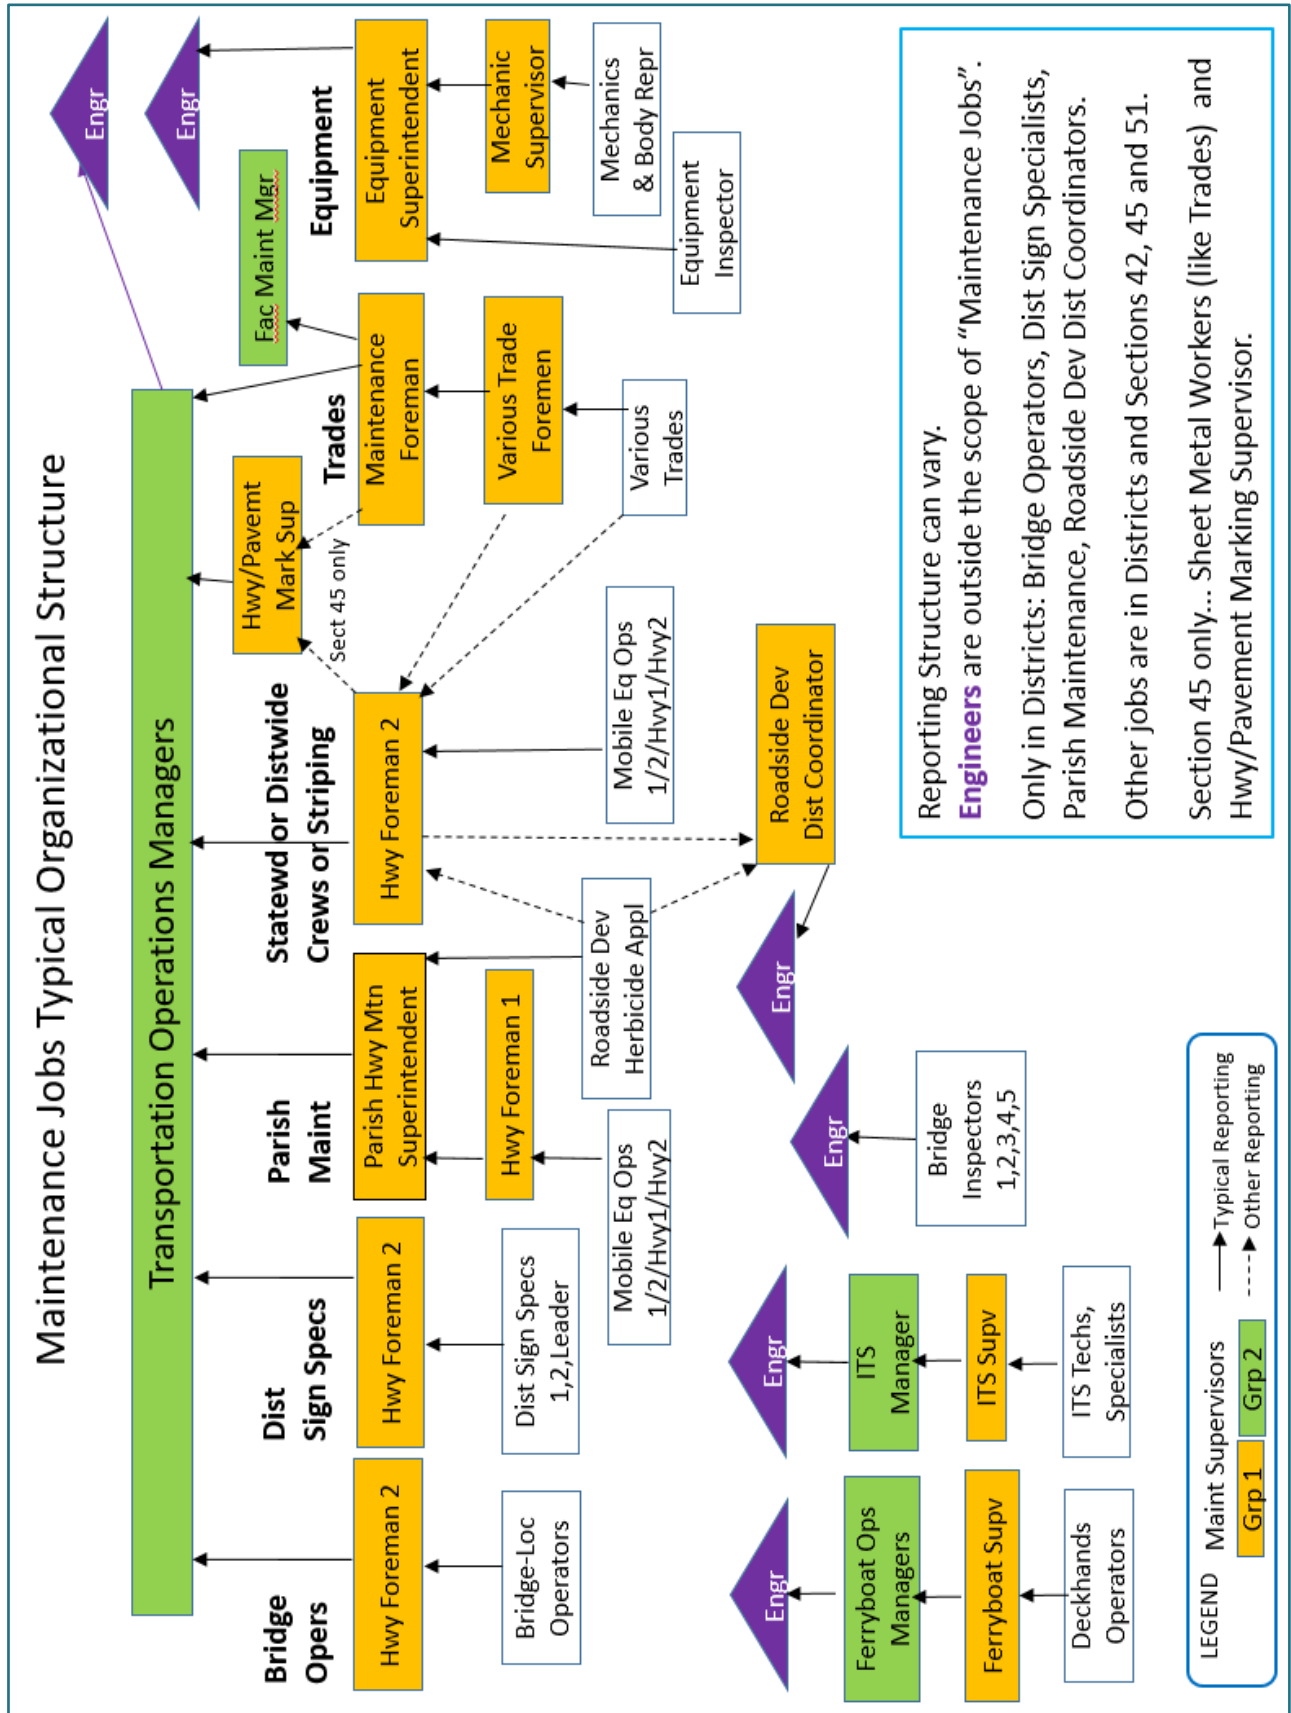 Maintenance Jobs Typical Organizational Structure
Transportation Operations Managers
Engr
Engr
Bridge
Opers
Hwy Foreman 2
Bridge-Loc
Operators
Dist
Sign Specs
Hwy Foreman 2
Dist Sign Specs
1,2,Leader
Parish
Maint
Parish Hwy Mtn
Superintendent
Hwy Foreman 1
Mobile Eq Ops
1/2/Hvy1/Hvy2
Roadside Dev
Herbicide Appl
Statewd or Distwide
Crews or Striping
Hwy Foreman 2
Mobile Eq Ops
1/2/Hvy1/Hvy2
Roadside Dev
Dist Coordinator
Engr
Hwy/Pavemt
Mark Sup
Sect 45 only
Trades
Maintenance
Foreman
Various Trade
Foremen
Various
Trades
Fac Maint Mgr
Equipment
Equipment
Superintendent
Mechanic
Supervisor
Mechanics
& Body Repr
Equipment
Inspector
Engr
Ferryboat Ops
Managers
Ferryboat Supv
Deckhands
Operators
Engr
ITS
Manager
ITS Supv
ITS Techs,
Specialists
Engr
Bridge
Inspectors
1,2,3,4,5
Reporting Structure can vary.
Engineers are outside the scope of “Maintenance Jobs”.
Only in Districts: Bridge Operators, Dist Sign Specialists,
Parish Maintenance, Roadside Dev Dist Coordinators.
Other jobs are in Districts and Sections 42, 45 and 51.
Section 45 only... Sheet Metal Workers (like Trades) and
Hwy/Pavement Marking Supervisor.
LEGEND Maint Supervisors
Grp 1 Grp 2
Typical Reporting
Other Reporting